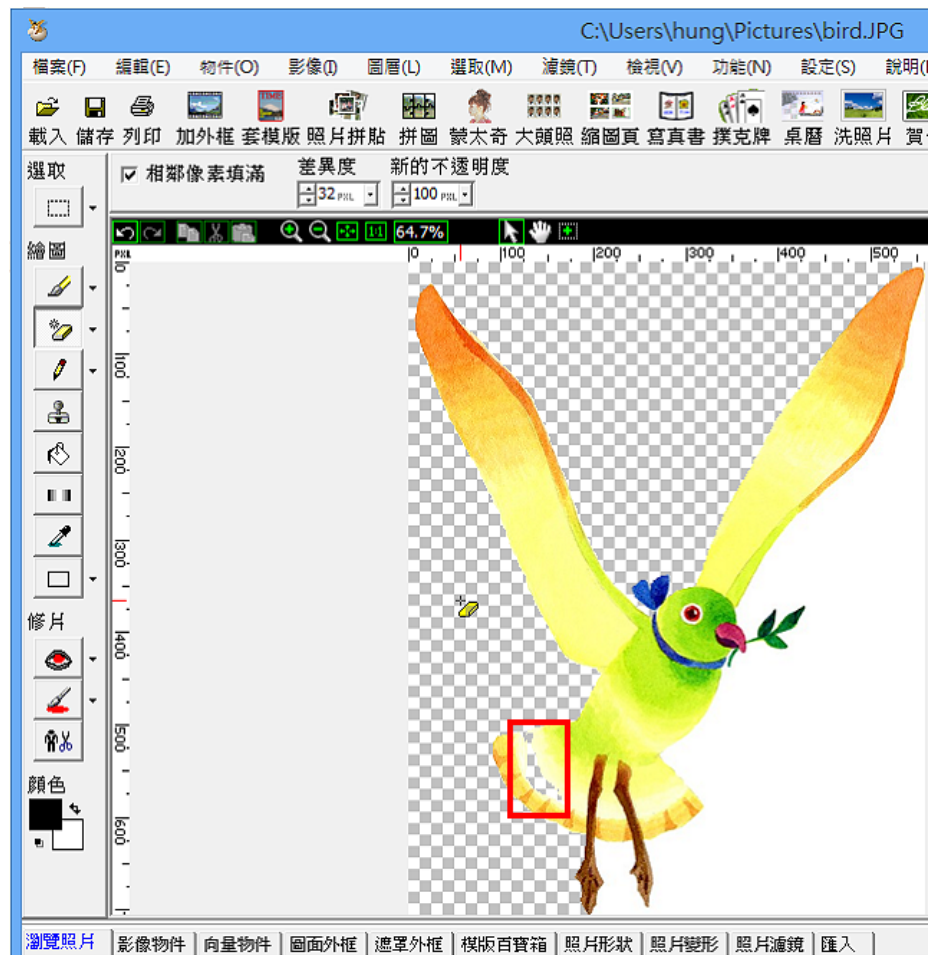 C:\Users\hung\Pictures\bird.JPG
檔案(F) 編輯(E) 物件(O) 影像(I) 圖層(L) 選取(M) 濾鏡(T) 檢視(V) 功能(N) 設定(S) 說明(
TIME
載入 儲存 列印 加外框 套模版 照片拼貼 拼圖 蒙太奇 大頭照 縮圖頁 寫真書 撲克牌 桌曆 洗照片 賀
選取
相鄰像素填滿
差異度 新的不透明度
32 PXL 100 PXL
1:1 64.7%
繪圖
PXL 0 100 200 300 400 500
0
100
200
300
400
500
600
修片
顏色
瀏覽照片 影像物件 向量物件 圖面外框 遮罩外框 模版百寶箱 照片形狀 照片變形 照片濾鏡 匯入